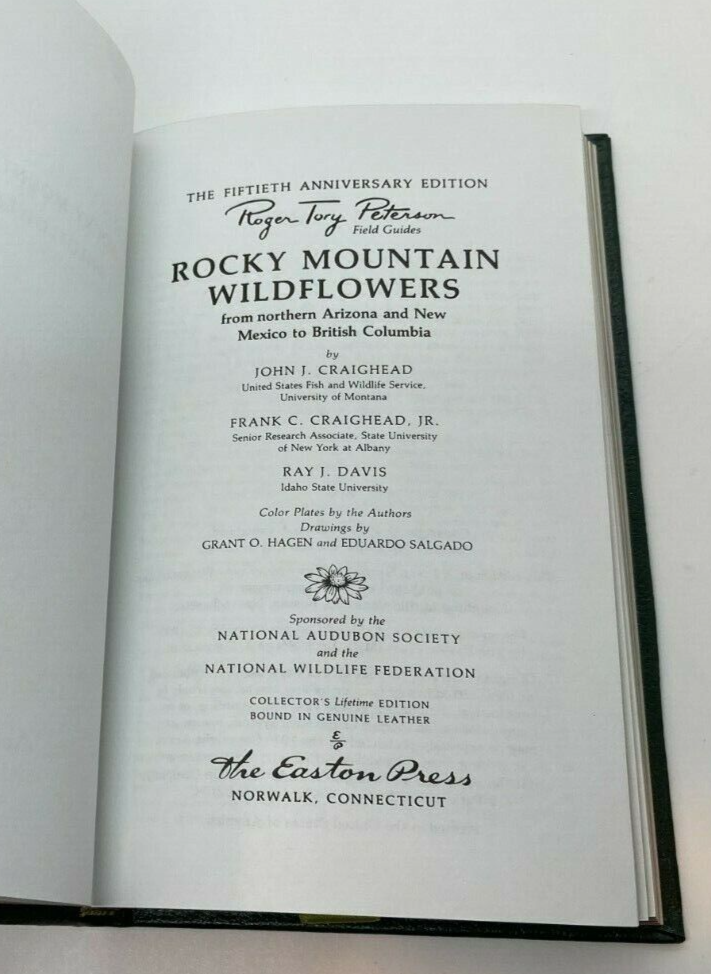 THE FIFTIETH ANNIVERSARY EDITION
Roger Tory Peterson
Field Guides
ROCKY MOUNTAIN
WILDFLOWERS
from northern Arizona and New
Mexico to British Columbia
by
JOHN J. CRAIGHEAD
United States Fish and Wildlife Service,
University of Montana
FRANK C. CRAIGHEAD, JR.
Senior Research Associate, State University
of New York at Albany
RAY J. DAVIS
Idaho State University
Color Plates by the Authors
Drawings by
GRANT O. HAGEN and EDUARDO SALGADO
Sponsored by the
NATIONAL AUDUBON SOCIETY
and the
NATIONAL WILDLIFE FEDERATION
COLLECTOR'S Lifetime EDITION
BOUND IN GENUINE LEATHER
E
P
The Easton Press
NORWALK, CONNECTICUT